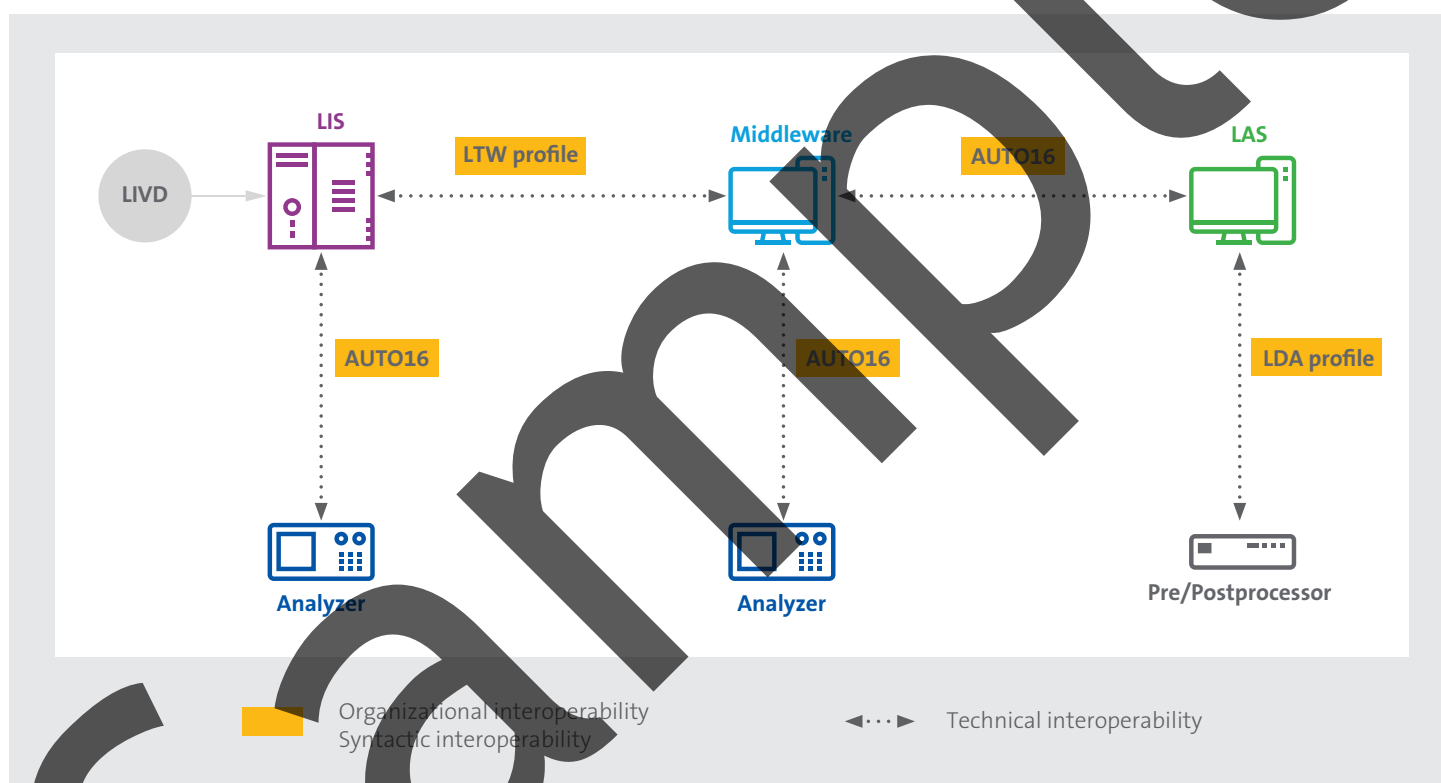 LIS
LTW profile
Middleware
AUTO16
LAS
LIVD
AUTO16
AUTO16
LDA profile
Analyzer
Analyzer
Pre/Postprocessor
Organizational interoperability
Syntactic interoperability
Technical interoperability
Sample